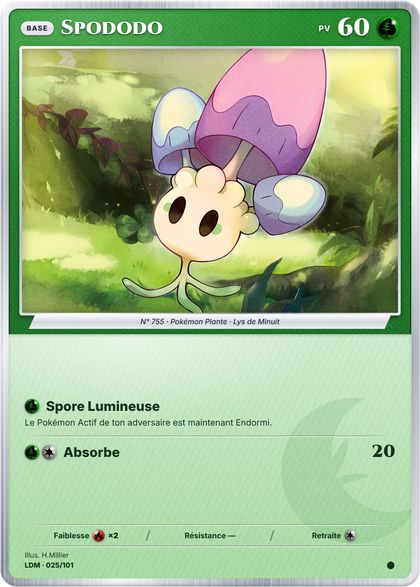 BASE SPODODO PV 60
N° 755 - Pokémon Plante - Lys de Minuit
Spore Lumineuse
Le Pokémon Actif de ton adversaire est maintenant Endormi.
Absorbe 20
Faiblesse ×2 / Résistance — / Retraite
Illus. H.Millier
LDM - 025/101